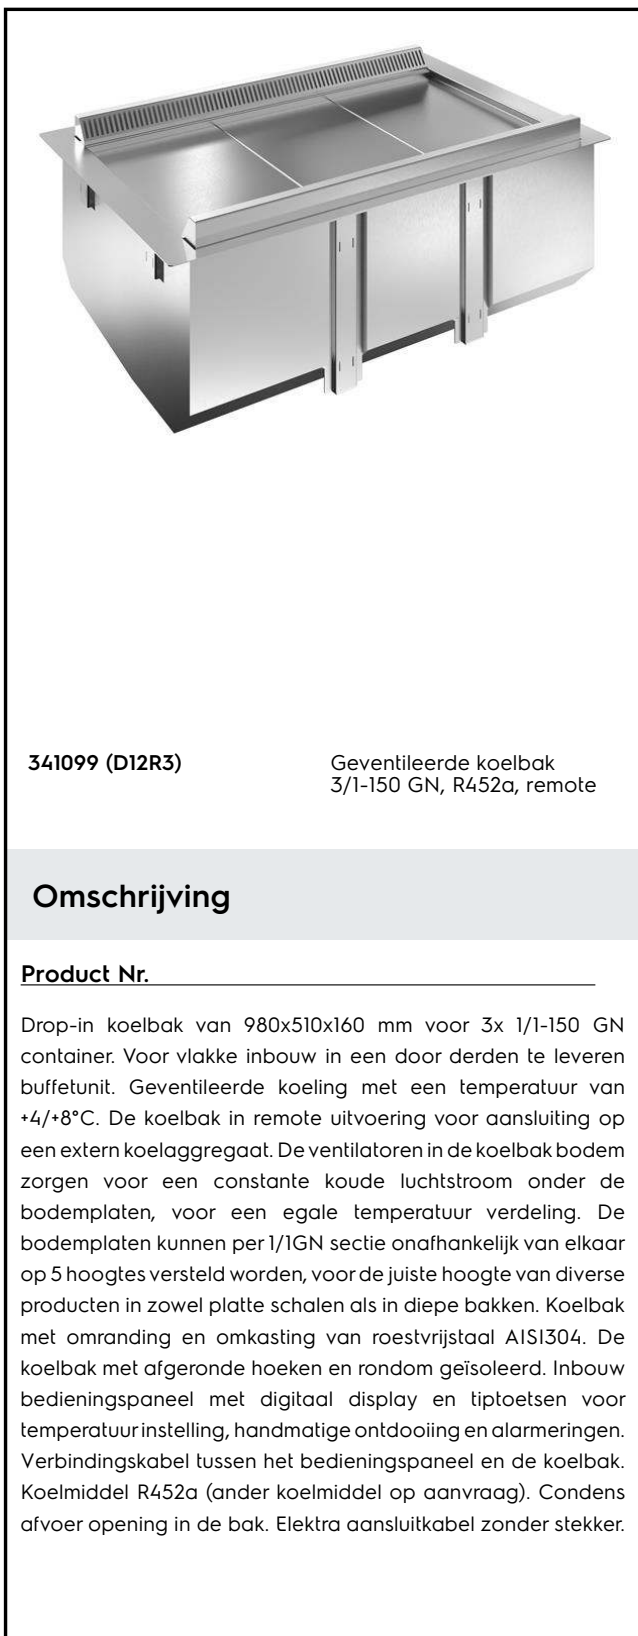 341099 (D12R3)
Geventileerde koelbak
3/1-150 GN, R452a, remote
Omschrijving
Product Nr.
Drop-in koelbak van 980x510x160 mm voor 3x 1/1-150 GN
container. Voor vlakke inbouw in een door derden te leveren
buffetunit. Geventileerde koeling met een temperatuur van
+4/+8°C. De koelbak in remote uitvoering voor aansluiting op
een extern koelaggregaat. De ventilatoren in de koelbak bodem
zorgen voor een constante koude luchtstroom onder de
bodemplaten, voor een egale temperatuur verdeling. De
bodemplaten kunnen per 1/1GN sectie onafhankelijk van elkaar
op 5 hoogtes versteld worden, voor de juiste hoogte van diverse
producten in zowel platte schalen als in diepe bakken. Koelbak
met omranding en omkasting van roestvrijstaal AISI304. De
koelbak met afgeronde hoeken en rondom geïsoleerd. Inbouw
bedieningspaneel met digitaal display en tiptoetsen voor
temperatuurinstelling, handmatige ontdooiing en alarmeringen.
Verbindingskabel tussen het bedieningspaneel en de koelbak.
Koelmiddel R452a (ander koelmiddel op aanvraag). Condens
afvoer opening in de bak. Elektra aansluitkabel zonder stekker.